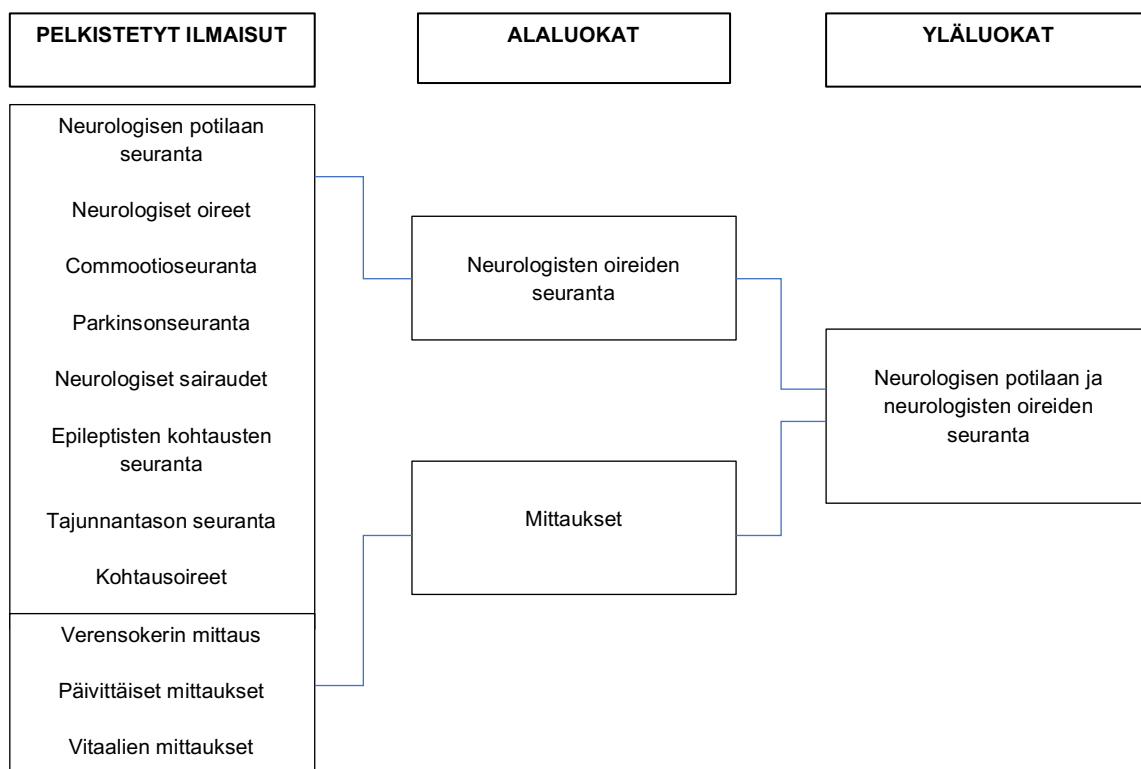 PELKISTETYT ILMAISUT
ALALUOKAT
YLÄLUOKAT
Neurologisen potilaan
seuranta
Neurologiset oireet
Commootioseuranta
Parkinsonseuranta
Neurologiset sairaudet
Epileptisten kohtausten
seuranta
Tajunnantason seuranta
Kohtausoireet
Verensokerin mittaus
Päivittäiset mittaukset
Vitaalien mittaukset
Neurologisten oireiden
seuranta
Mittaukset
Neurologisen potilaan ja
neurologisten oireiden
seuranta